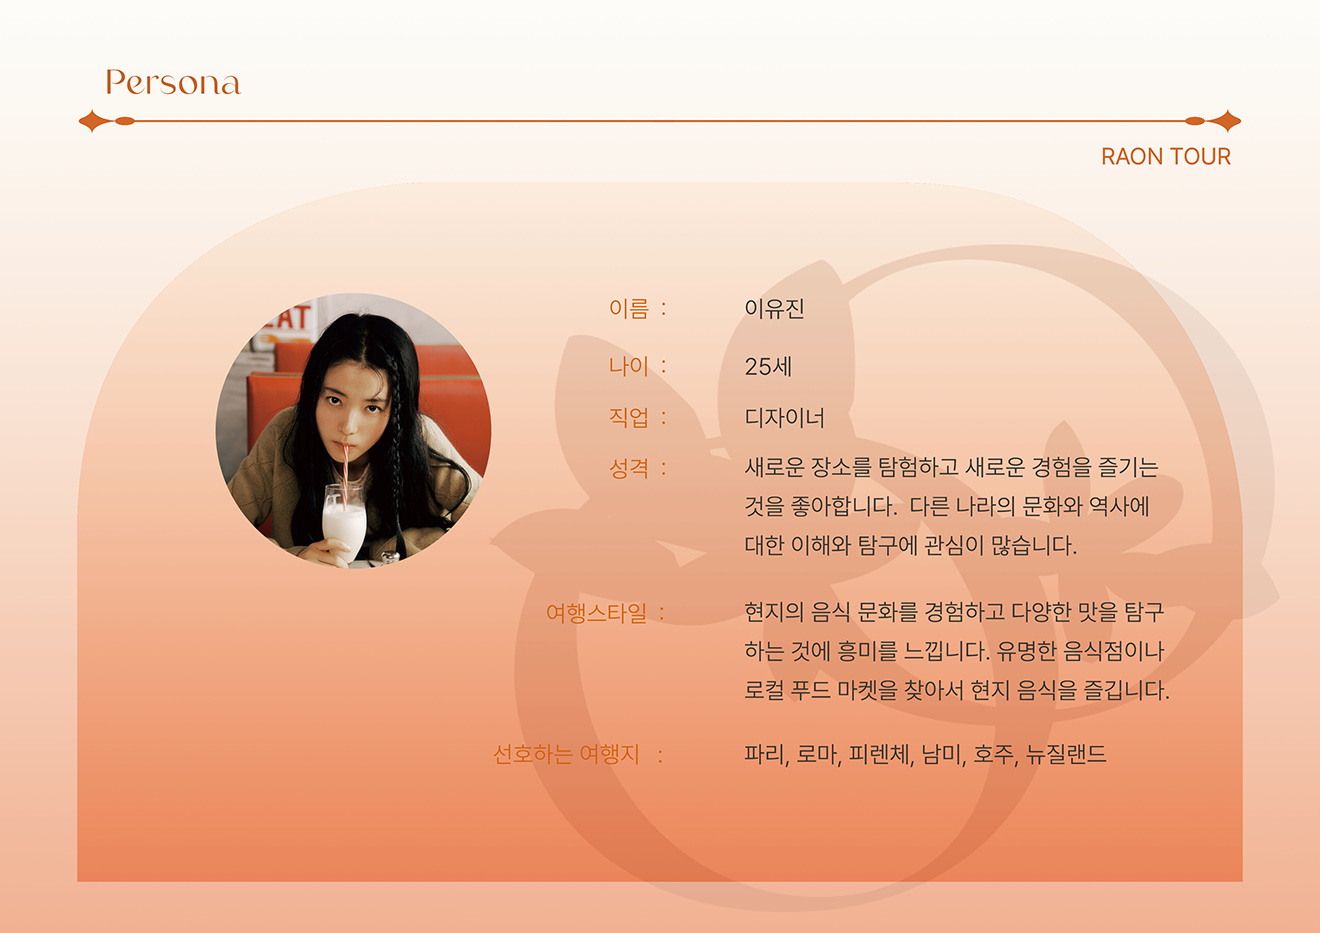 Persona
RAON TOUR
이름 : 이유진
나이 : 25세
직업 : 디자이너
성격 : 새로운 장소를 탐험하고 새로운 경험을 즐기는
것을 좋아합니다. 다른 나라의 문화와 역사에
대한 이해와 탐구에 관심이 많습니다.
여행스타일 : 현지의 음식 문화를 경험하고 다양한 맛을 탐구
하는 것에 흥미를 느낍니다. 유명한 음식점이나
로컬 푸드 마켓을 찾아서 현지 음식을 즐깁니다.
선호하는 여행지 : 파리, 로마, 피렌체, 남미, 호주, 뉴질랜드